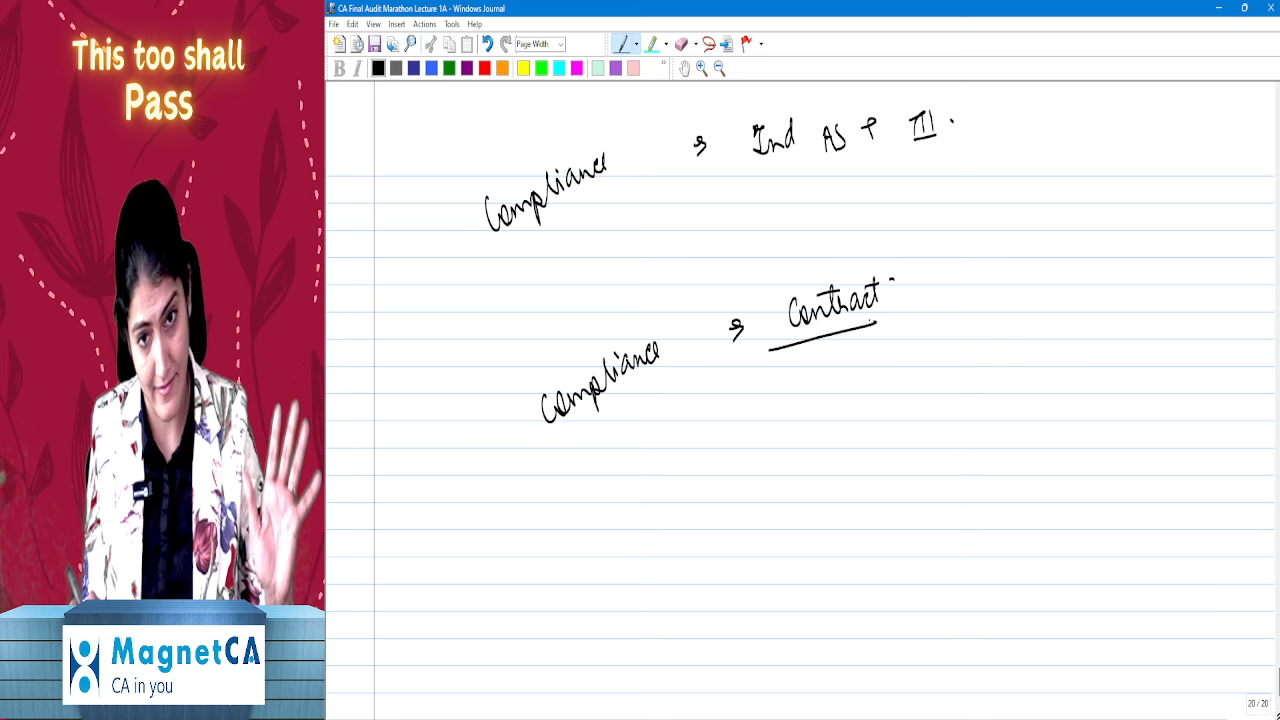 CA Final Audit Marathon Lecture 1A - Windows Journal
File Edit View Insert Actions Tools Help
Page Width
B I
This too shall
Pass
Compliance → Ind AS + III.
Compliance → Contract
MagnetCA
CA in you
20 / 20